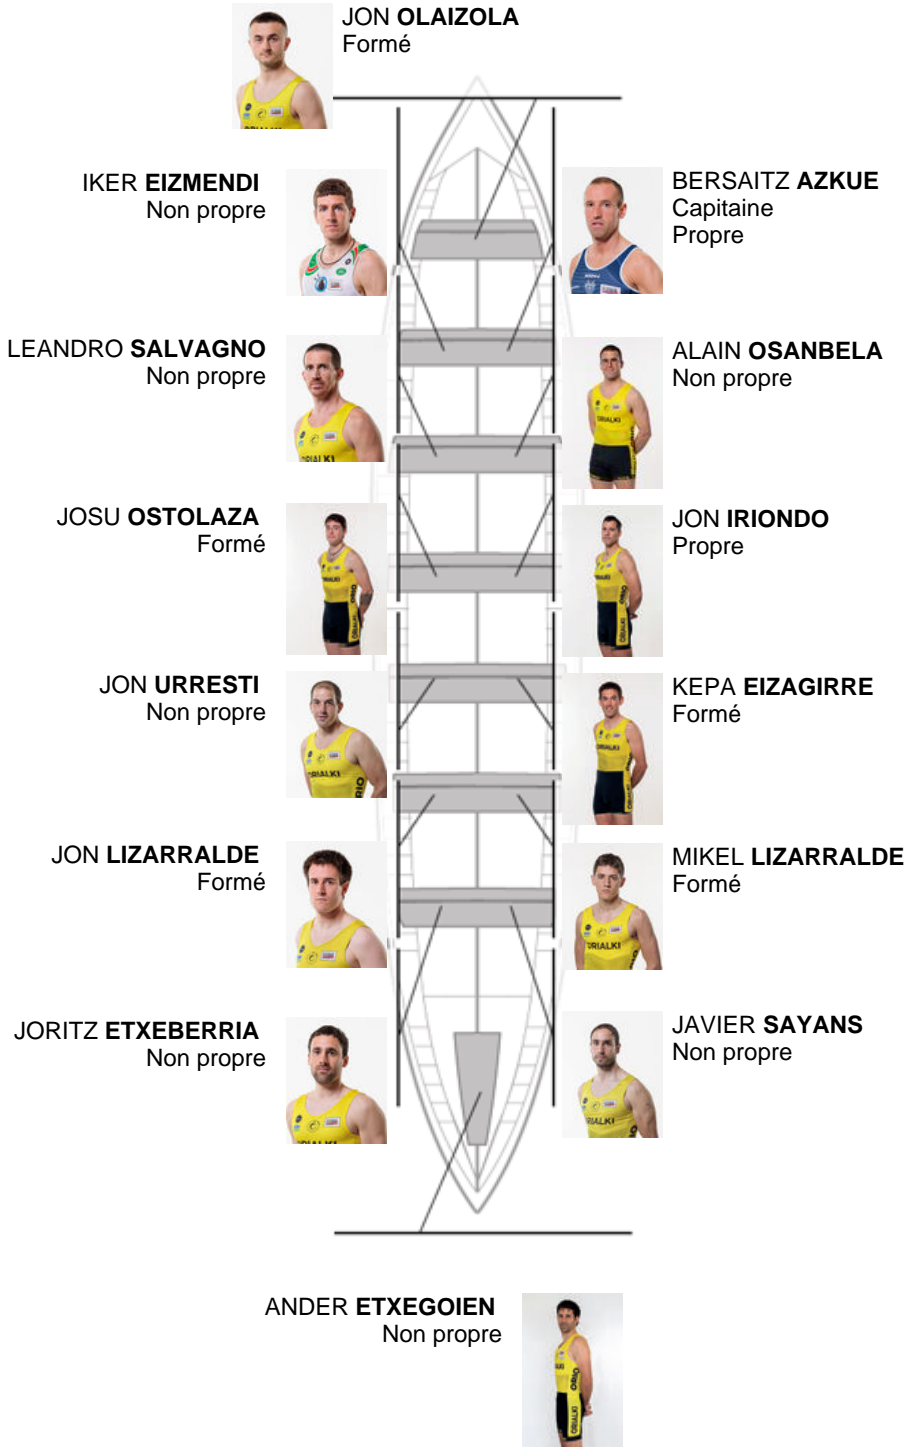 JON OLAIZOLA
Formé
IKER EIZMENDI
Non propre
BERSAITZ AZKUE
Capitaine
Propre
LEANDRO SALVAGNO
Non propre
ALAIN OSANBELA
Non propre
JOSU OSTOLAZA
Formé
JON IRIONDO
Propre
JON URRESTI
Non propre
KEPA EIZAGIRRE
Formé
JON LIZARRALDE
Formé
MIKEL LIZARRALDE
Formé
JORITZ ETXEBERRIA
Non propre
JAVIER SAYANS
Non propre
ANDER ETXEGOIEN
Non propre